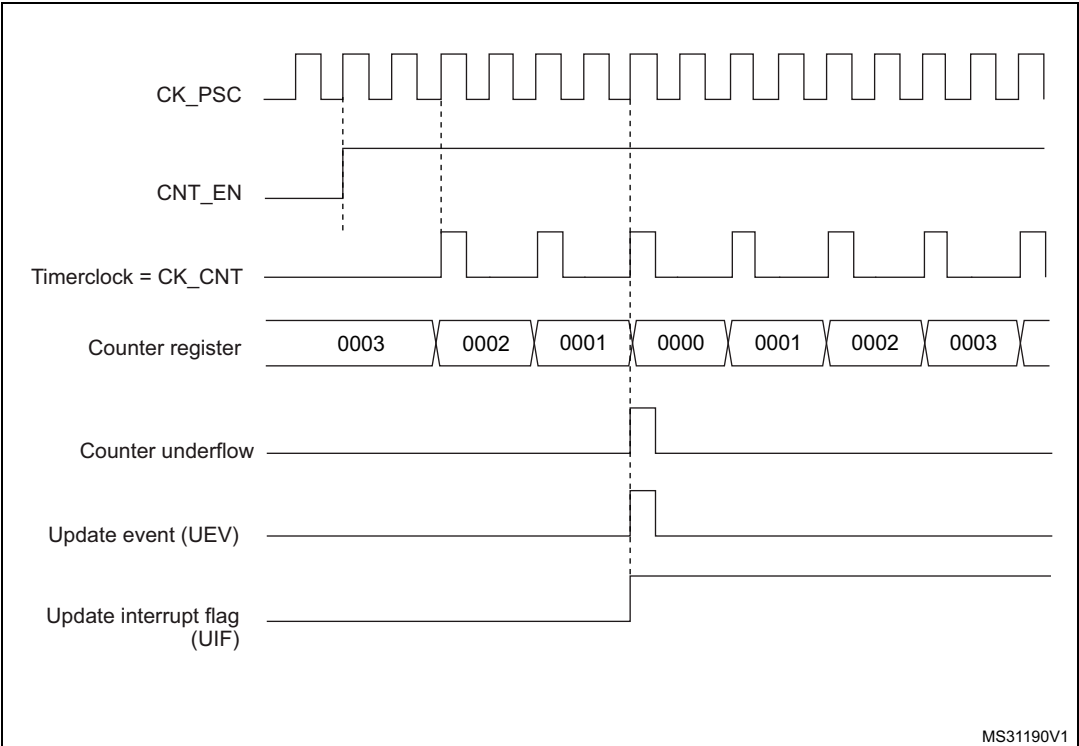 CK_PSC
CNT_EN
Timerclock = CK_CNT
Counter register 0003 0002 0001 0000 0001 0002 0003
Counter underflow
Update event (UEV)
Update interrupt flag
(UIF)
MS31190V1